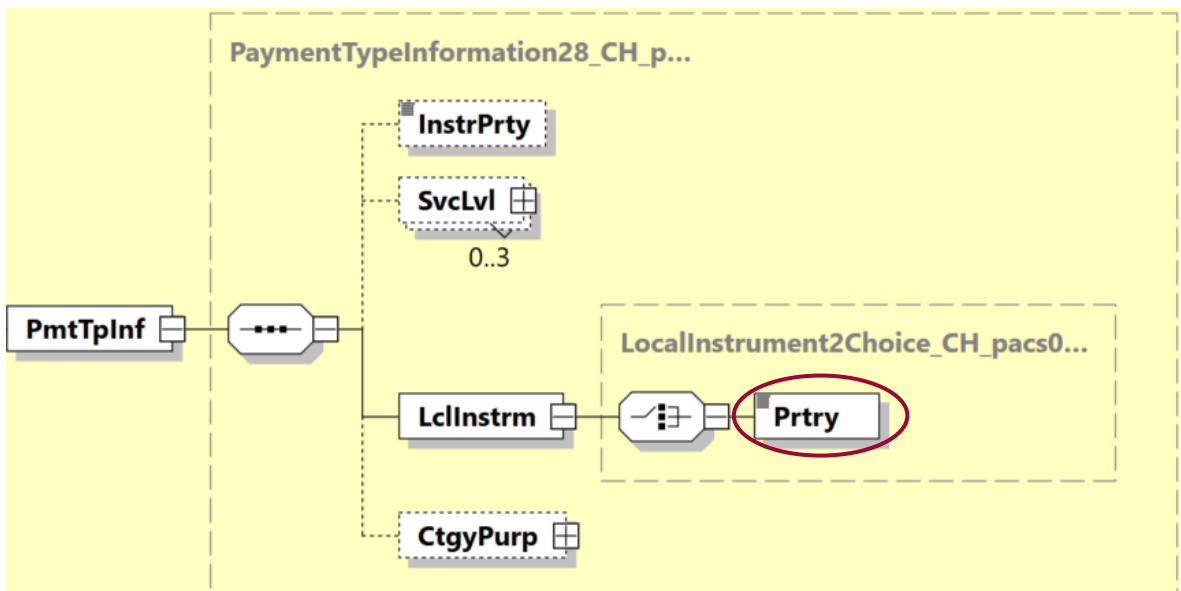 PaymentTypeInformation28_CH_p...
InstrPrty
SvcLvl
0..3
PmtTpInf
LocalInstrument2Choice_CH_pacs0...
LclInstrm
Prtry
CtgyPurp